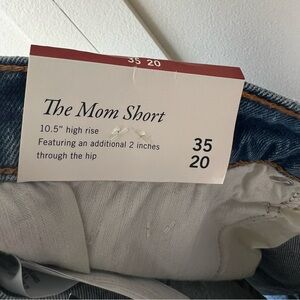 35 20
The Mom Short
10.5" high rise
Featuring an additional 2 inches
through the hip
35
20